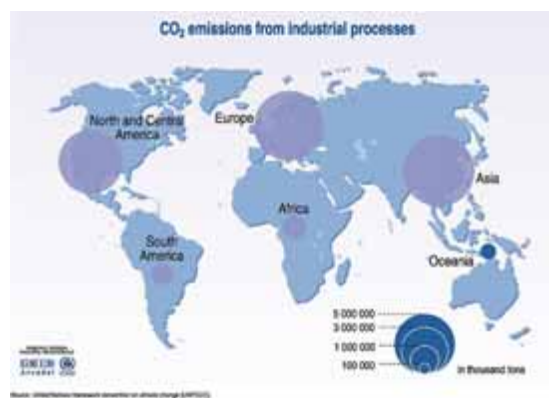 CO₂ emissions from industrial processes
North and Central
America
Europe
Asia
Africa
South
America
Oceania
5 000 000
3 000 000
1 000 000
100 000
in thousand tons